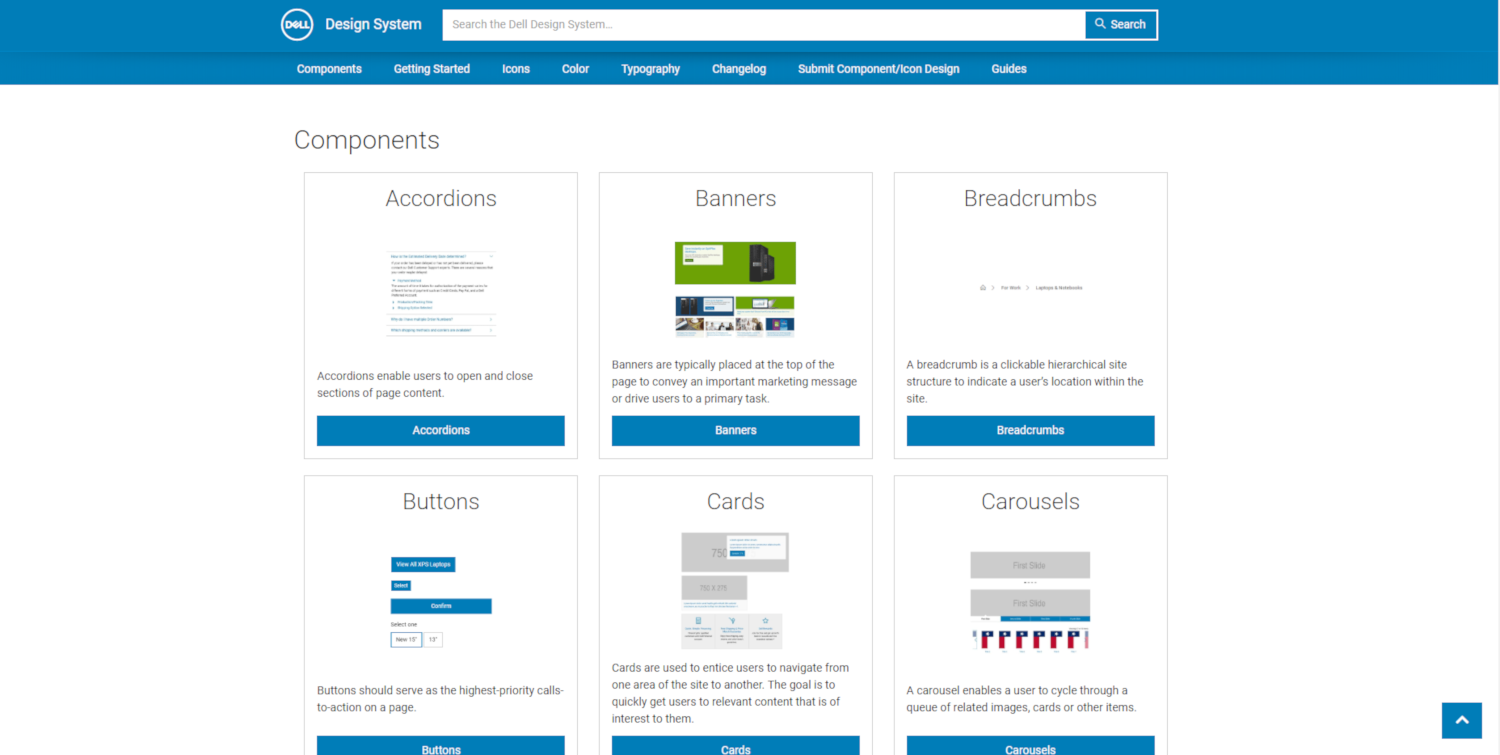 DELL
Design System
Search the Dell Design System...
Search
Components
Getting Started
Icons
Color
Typography
Changelog
Submit Component/Icon Design
Guides
Components
Accordions
Accordions enable users to open and close
sections of page content.
Accordions
Banners
Banners are typically placed at the top of the
page to convey an important marketing message
or drive users to a primary task.
Banners
Breadcrumbs
For Work
Laptops & Notebooks
A breadcrumb is a clickable hierarchical site
structure to indicate a user’s location within the
site.
Breadcrumbs
Buttons
View All XPS Laptops
Select
Confirm
Select one
New 13"
13"
Buttons should serve as the highest-priority calls-
to-action on a page.
Buttons
Cards
750
750 X 375
Cards are used to entice users to navigate from
one area of the site to another. The goal is to
quickly get users to relevant content that is of
interest to them.
Cards
Carousels
First Slide
First Slide
A carousel enables a user to cycle through a
queue of related images, cards or other items.
Carousels